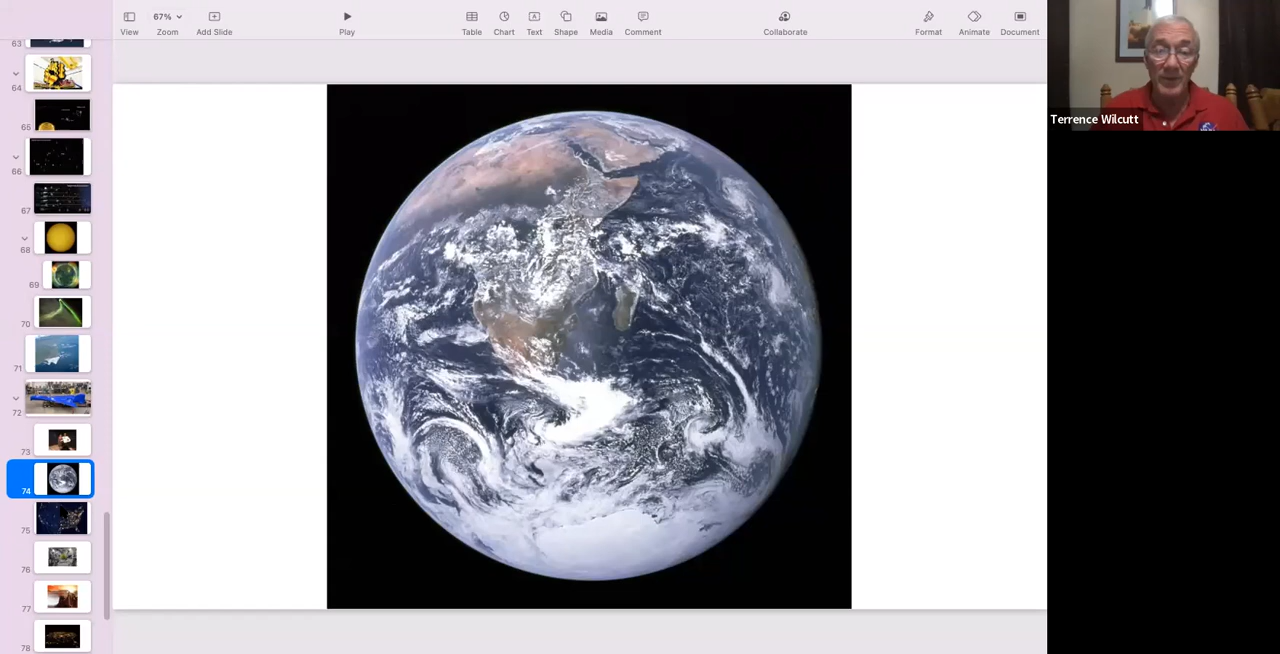 67%
View
Zoom
Add Slide
Play
Table
Chart
Text
Shape
Media
Comment
Collaborate
Format
Animate
Document
Terrence Wilcutt
63
64
65
66
67
68
69
70
71
72
73
74
75
76
77
78